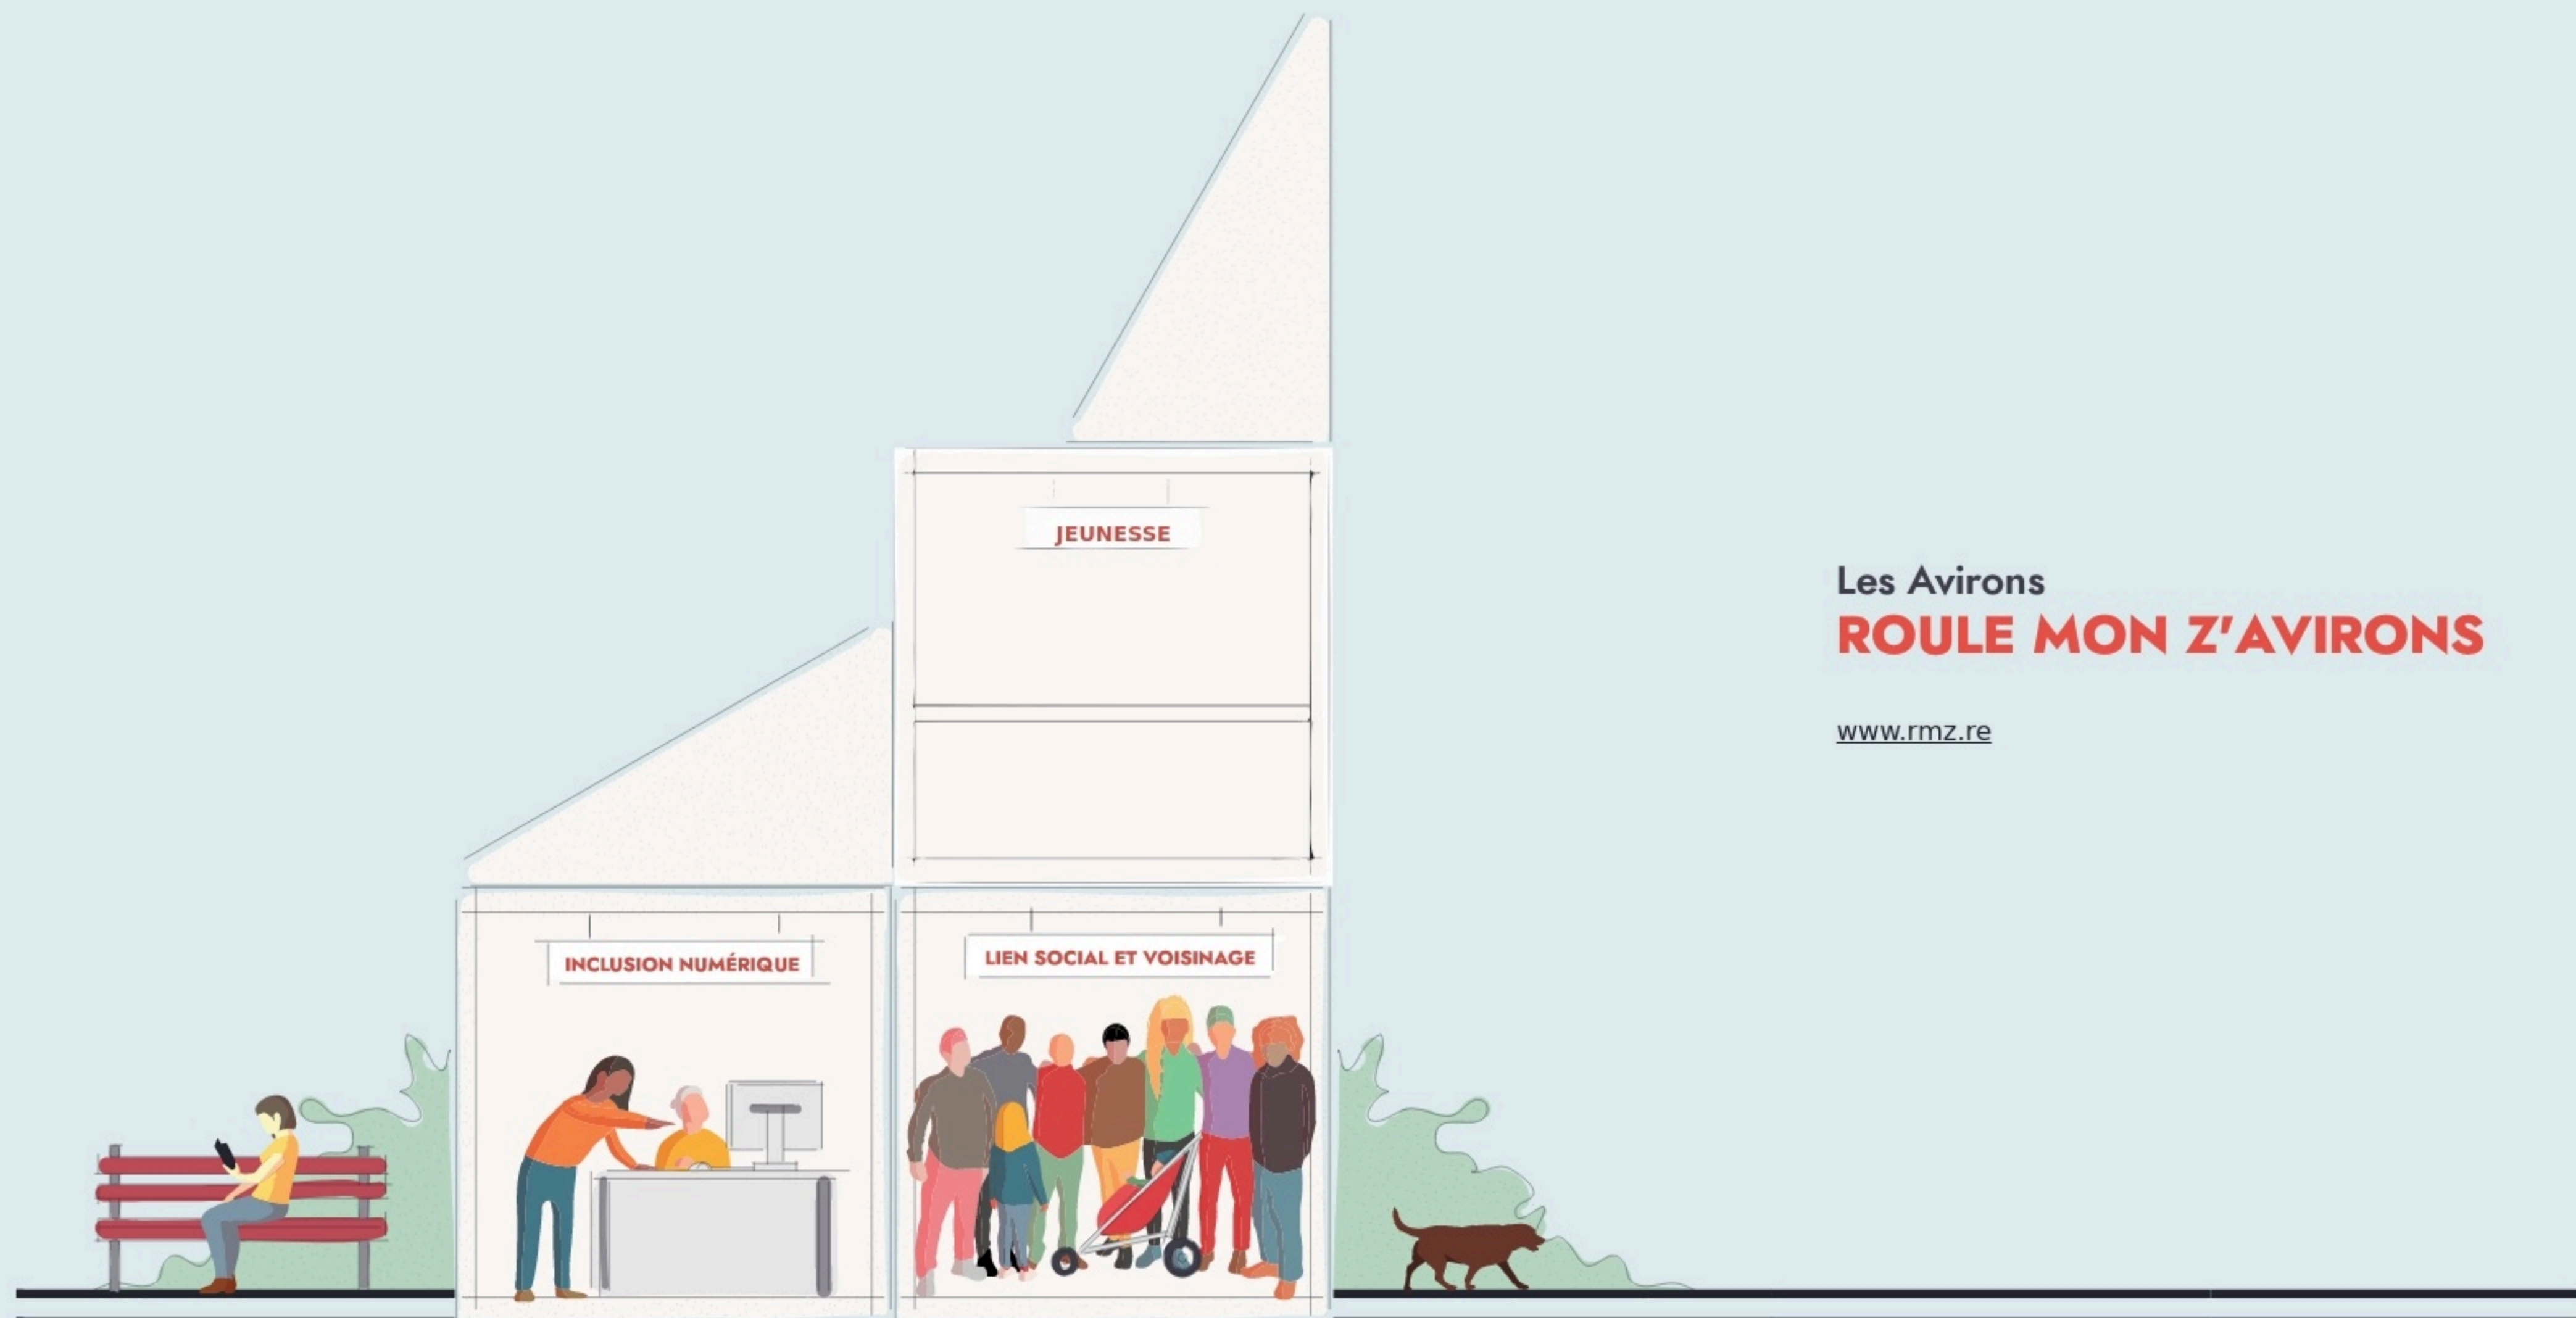 JEUNESSE
INCLUSION NUMÉRIQUE
LIEN SOCIAL ET VOISINAGE
Les Avirons
ROULE MON Z'AVIRONS
www.rmz.re